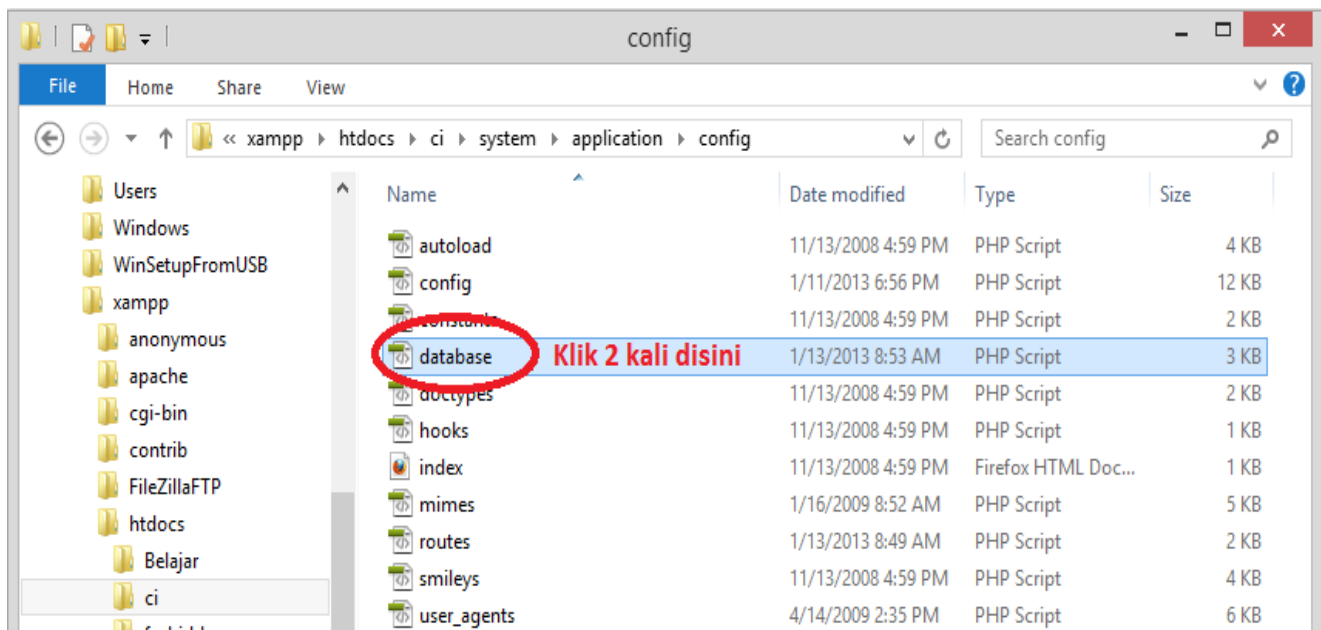 config
File Home Share View
« xampp htdocs ci system application config Search config
Users
Windows
WinSetupFromUSB
xampp
anonymous
apache
cgi-bin
contrib
FileZillaFTP
htdocs
Belajar
ci
Name Date modified Type Size
autoload 11/13/2008 4:59 PM PHP Script 4 KB
config 1/11/2013 6:56 PM PHP Script 12 KB
constants 11/13/2008 4:59 PM PHP Script 2 KB
database Klik 2 kali disini 1/13/2013 8:53 AM PHP Script 3 KB
doctypes 11/13/2008 4:59 PM PHP Script 2 KB
hooks 11/13/2008 4:59 PM PHP Script 1 KB
index 11/13/2008 4:59 PM Firefox HTML Doc... 1 KB
mimes 1/16/2009 8:52 AM PHP Script 5 KB
routes 1/13/2013 8:49 AM PHP Script 2 KB
smileys 11/13/2008 4:59 PM PHP Script 4 KB
user_agents 4/14/2009 2:35 PM PHP Script 6 KB